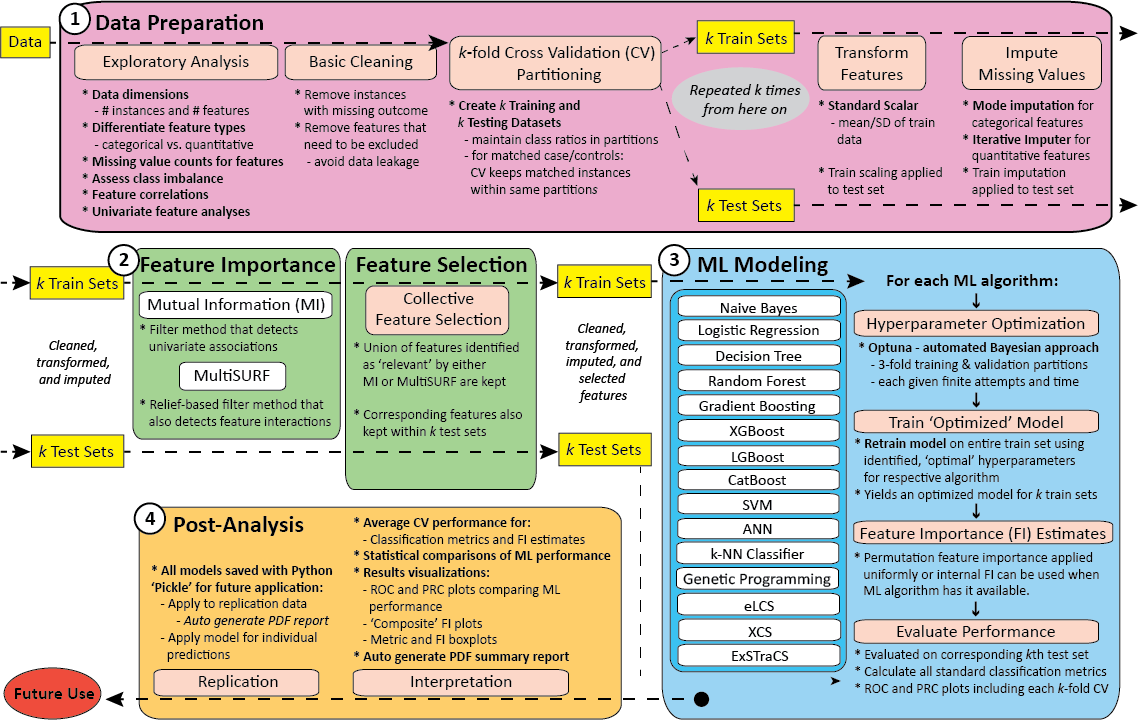 1 Data Preparation
Data
Exploratory Analysis
* Data dimensions
- # instances and # features
* Differentiate feature types
- categorical vs. quantitative
* Missing value counts for features
* Assess class imbalance
* Feature correlations
* Univariate feature analyses
Basic Cleaning
* Remove instances
with missing outcome
* Remove features that
need to be excluded
- avoid data leakage
k-fold Cross Validation (CV)
Partitioning
* Create k Training and
k Testing Datasets
- maintain class ratios in partitions
- for matched case/controls:
CV keeps matched instances
within same partitions
k Train Sets
Repeated k times
from here on
k Test Sets
Transform
Features
* Standard Scalar
- mean/SD of train
data
* Train scaling applied
to test set
Impute
Missing Values
* Mode imputation for
categorical features
* Iterative Imputer for
quantitative features
* Train imputation
applied to test set
k Train Sets
Cleaned,
transformed,
and imputed
k Test Sets
2 Feature Importance
Mutual Information (MI)
* Filter method that detects
univariate associations
MultiSURF
* Relief-based filter method that
also detects feature interactions
Feature Selection
Collective
Feature Selection
* Union of features identified
as ‘relevant’ by either
MI or MultiSURF are kept
* Corresponding features also
kept within k test sets
k Train Sets
Cleaned,
transformed,
imputed, and
selected
features
k Test Sets
3 ML Modeling
Naive Bayes
Logistic Regression
Decision Tree
Random Forest
Gradient Boosting
XGBoost
LGBoost
CatBoost
SVM
ANN
k-NN Classifier
Genetic Programming
eLCS
XCS
ExSTraCS
For each ML algorithm:
Hyperparameter Optimization
* Optuna - automated Bayesian approach
- 3-fold training & validation partitions
- each given finite attempts and time
Train ‘Optimized’ Model
* Retrain model on entire train set using
identified, ‘optimal’ hyperparameters
for respective algorithm
* Yields an optimized model for k train sets
Feature Importance (FI) Estimates
* Permutation feature importance applied
uniformly or internal FI can be used when
ML algorithm has it available.
Evaluate Performance
* Evaluated on corresponding kth test set
* Calculate all standard classification metrics
* ROC and PRC plots including each k-fold CV
4 Post-Analysis
* All models saved with Python
‘Pickle’ for future application:
- Apply to replication data
- Auto generate PDF report
- Apply model for individual
predictions
Replication
* Average CV performance for:
- Classification metrics and FI estimates
* Statistical comparisons of ML performance
* Results visualizations:
- ROC and PRC plots comparing ML
performance
- ‘Composite’ FI plots
- Metric and FI boxplots
* Auto generate PDF summary report
Interpretation
Future Use